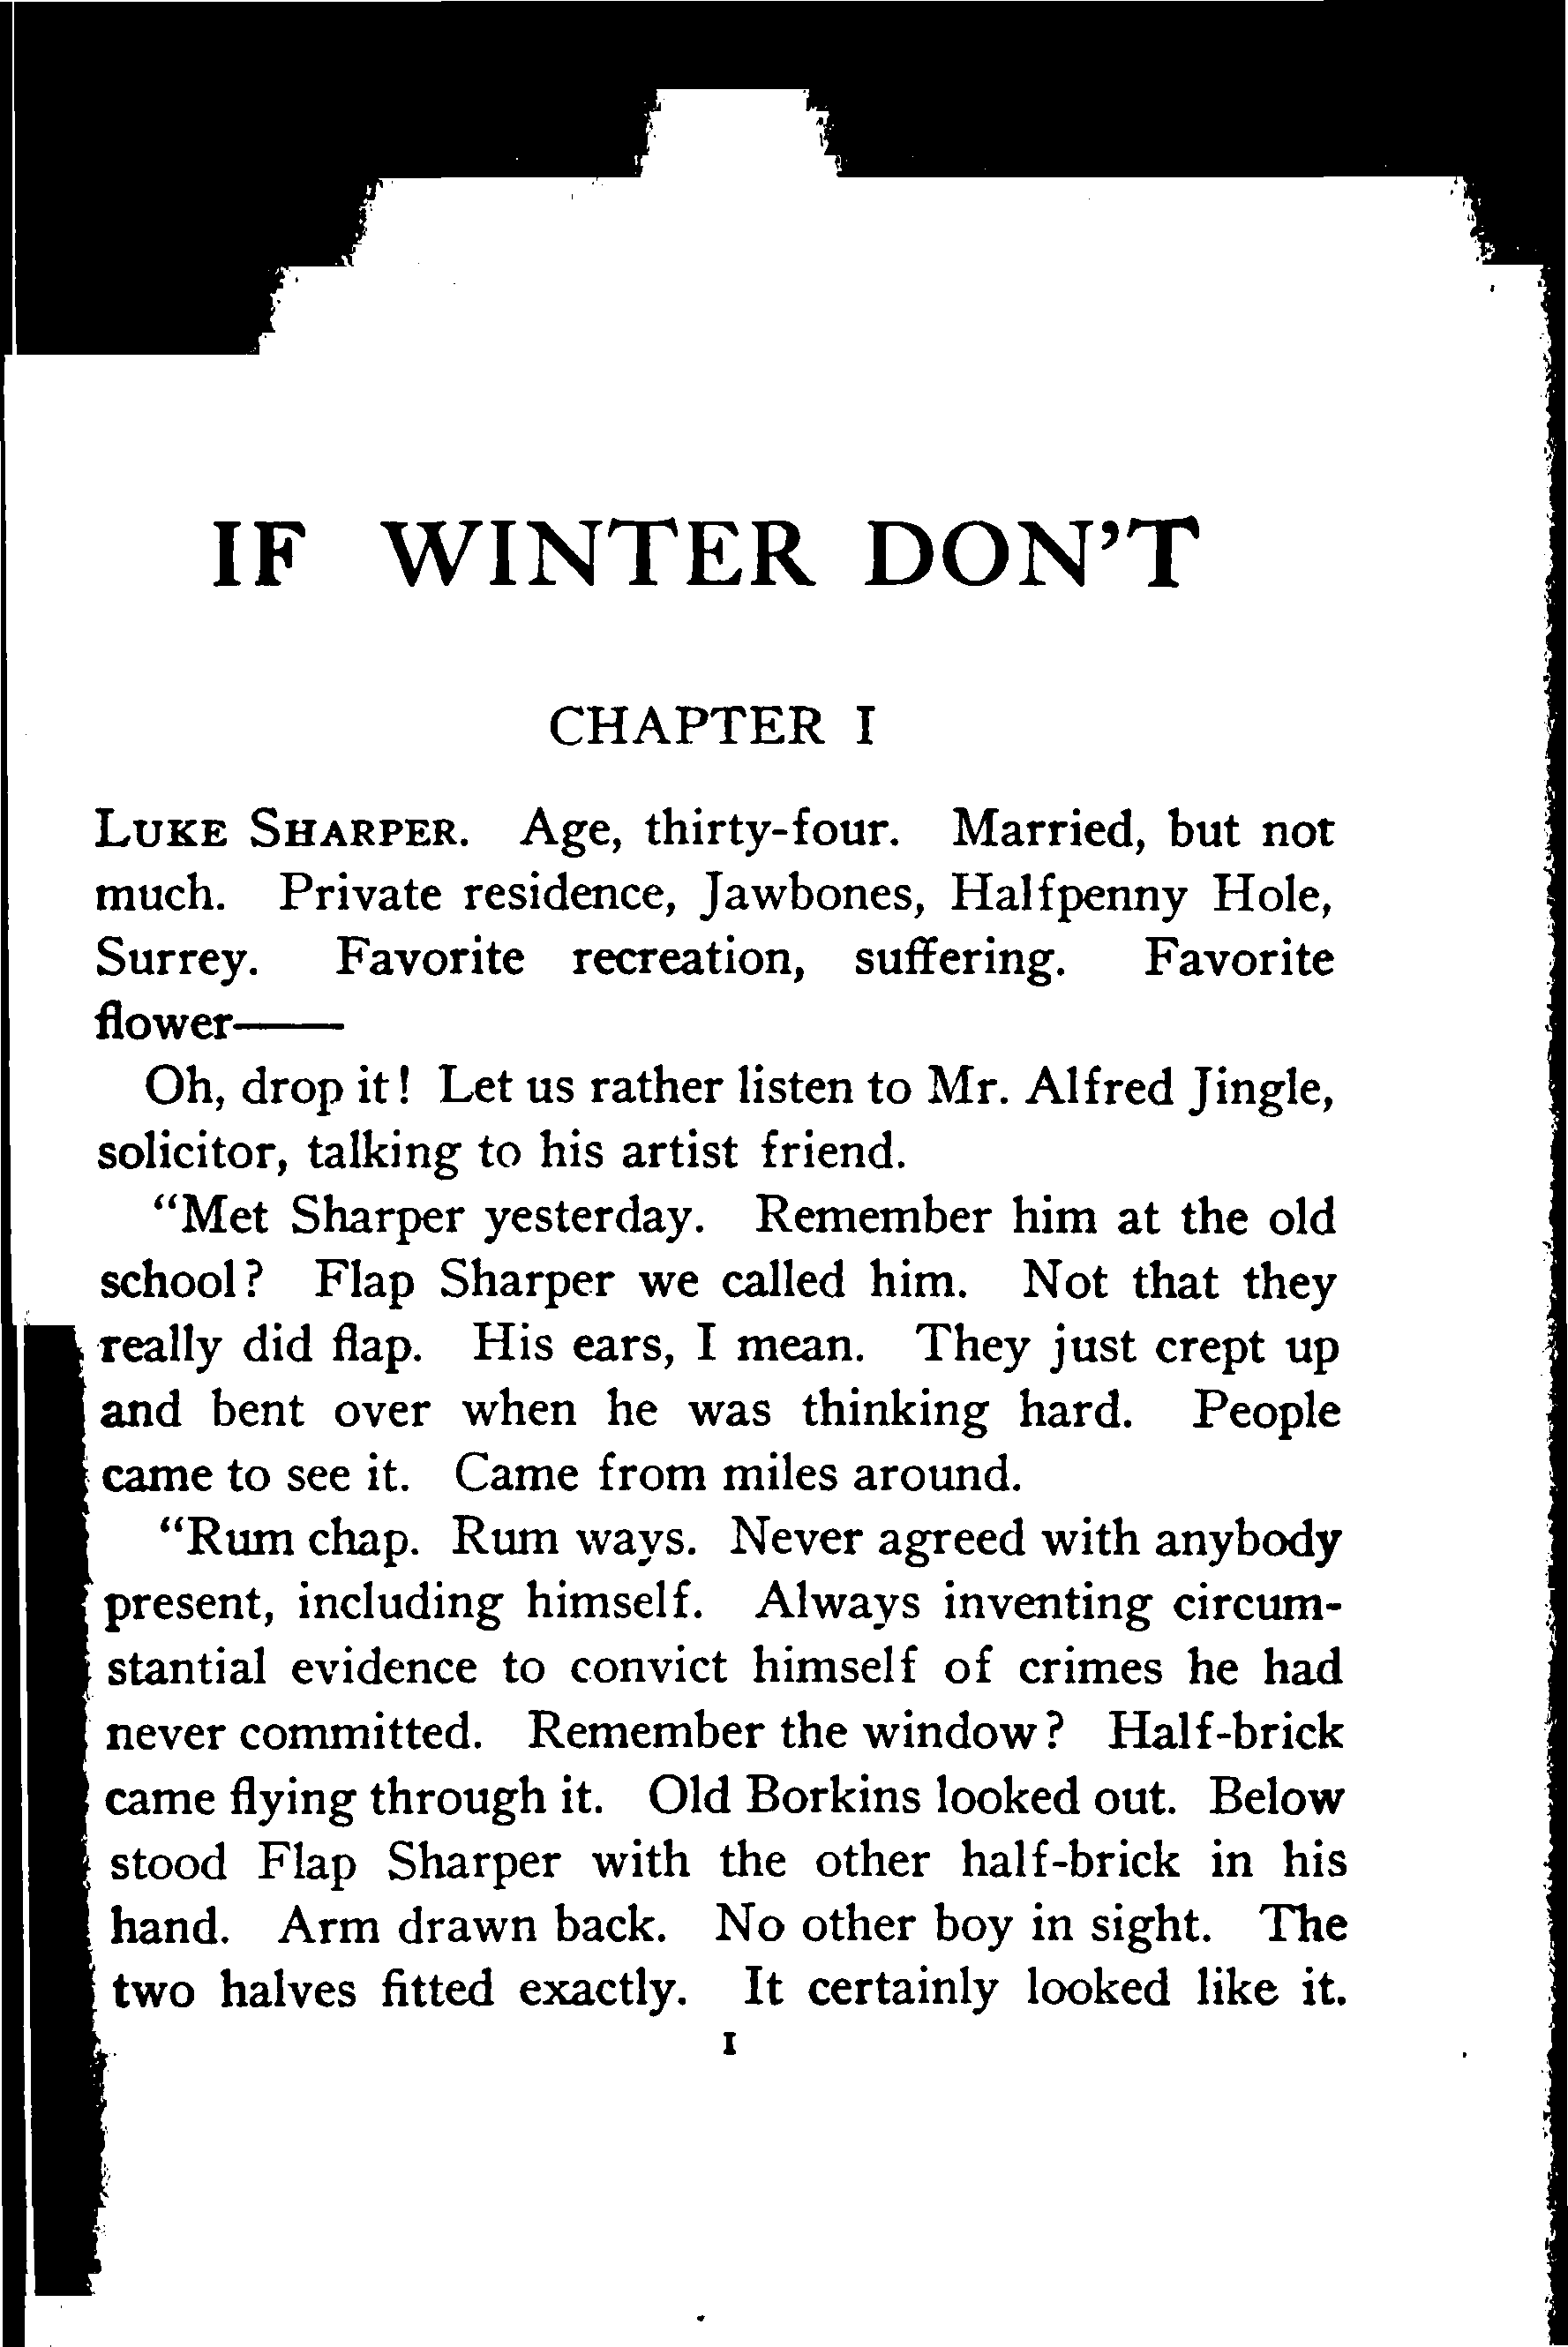 IF WINTER DON'T
CHAPTER I
LUKE SHARPER. Age, thirty-four. Married, but not
much. Private residence, Jawbones, Halfpenny Hole,
Surrey. Favorite recreation, suffering. Favorite
flower——
Oh, drop it! Let us rather listen to Mr. Alfred Jingle,
solicitor, talking to his artist friend.
“Met Sharper yesterday. Remember him at the old
school? Flap Sharper we called him. Not that they
really did flap. His ears, I mean. They just crept up
and bent over when he was thinking hard. People
came to see it. Came from miles around.
“Rum chap. Rum ways. Never agreed with anybody
present, including himself. Always inventing circum-
stantial evidence to convict himself of crimes he had
never committed. Remember the window? Half-brick
came flying through it. Old Borkins looked out. Below
stood Flap Sharper with the other half-brick in his
hand. Arm drawn back. No other boy in sight. The
two halves fitted exactly. It certainly looked like it.
1